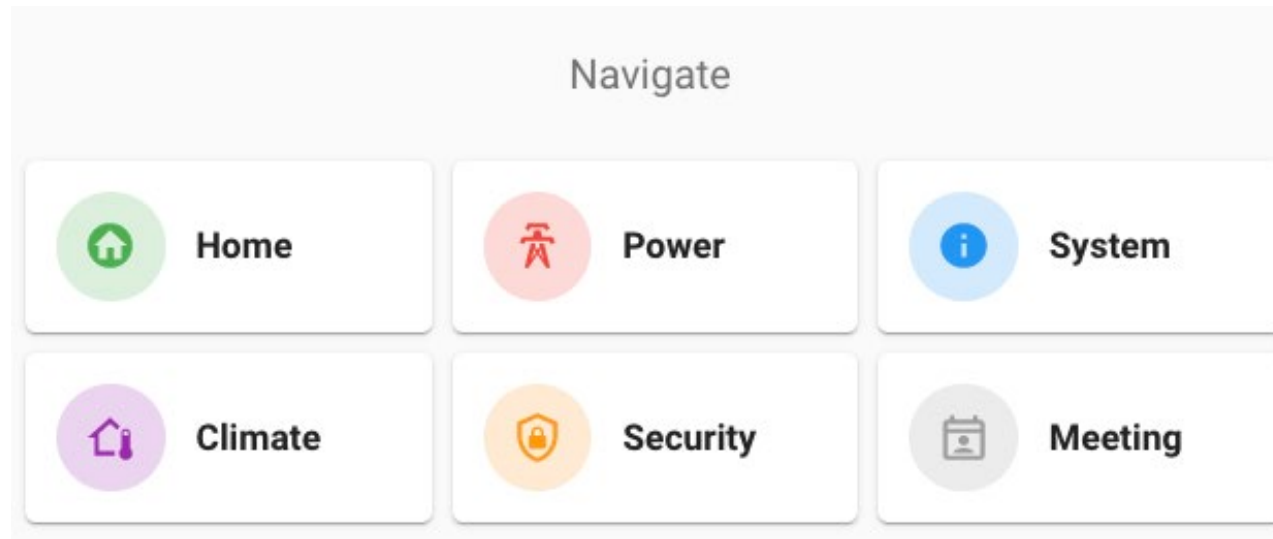 Navigate
Home
Power
System
Climate
Security
Meeting